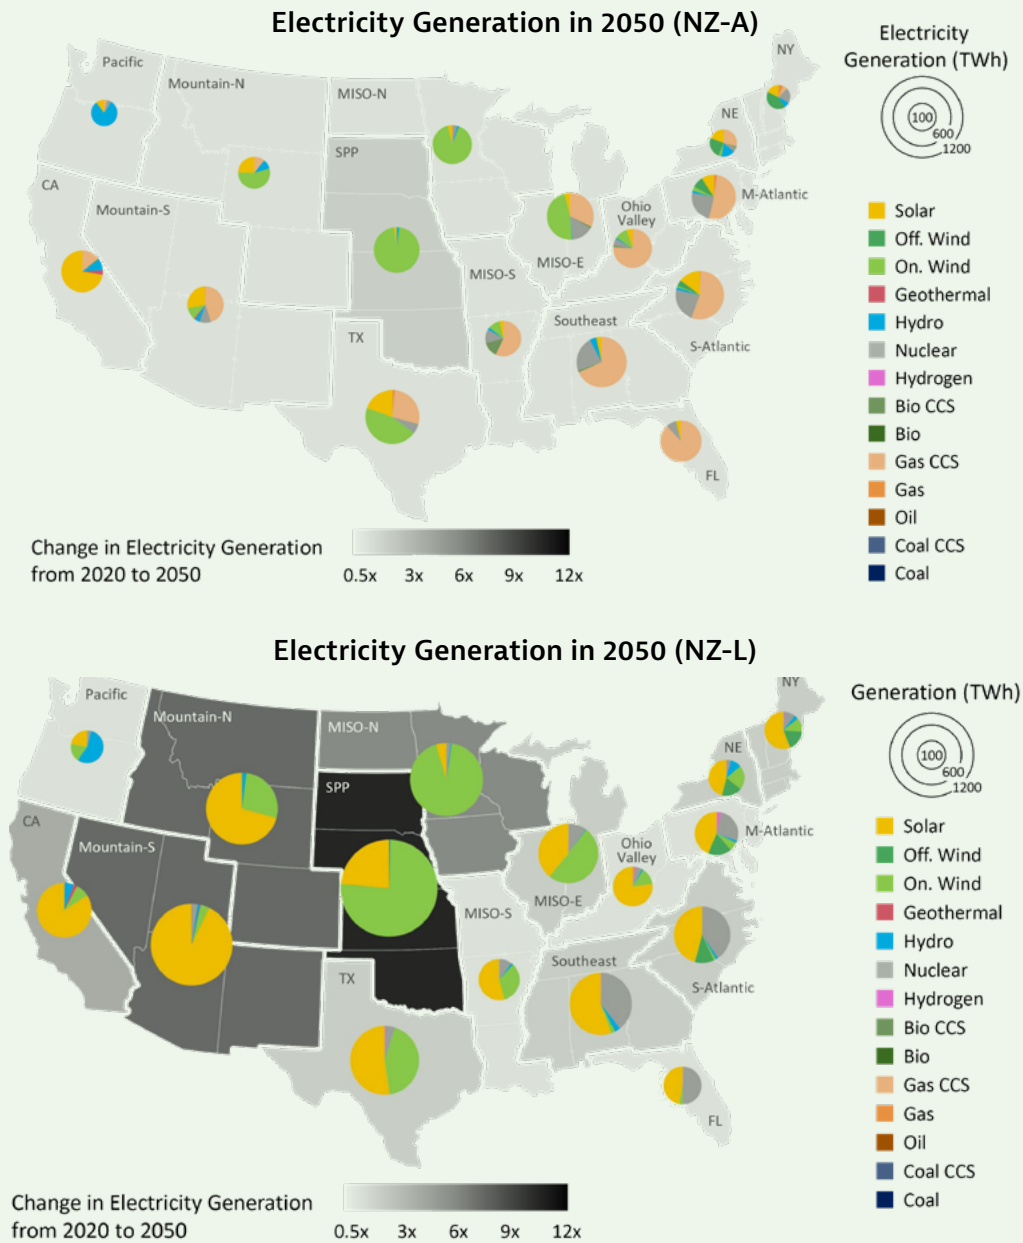 Electricity Generation in 2050 (NZ-A)
Electricity
Generation (TWh)
100
600
1200
Pacific
Mountain-N
MISO-N
SPP
CA
Mountain-S
TX
MISO-S
MISO-E
Ohio
Valley
Southeast
S-Atlantic
M-Atlantic
NE
NY
FL
Solar
Off. Wind
On. Wind
Geothermal
Hydro
Nuclear
Hydrogen
Bio CCS
Bio
Gas CCS
Gas
Oil
Coal CCS
Coal
Change in Electricity Generation
from 2020 to 2050
0.5x 3x 6x 9x 12x
Electricity Generation in 2050 (NZ-L)
Generation (TWh)
100
600
1200
Pacific
Mountain-N
MISO-N
SPP
CA
Mountain-S
TX
MISO-S
MISO-E
Ohio
Valley
Southeast
S-Atlantic
M-Atlantic
NE
NY
FL
Solar
Off. Wind
On. Wind
Geothermal
Hydro
Nuclear
Hydrogen
Bio CCS
Bio
Gas CCS
Gas
Oil
Coal CCS
Coal
Change in Electricity Generation
from 2020 to 2050
0.5x 3x 6x 9x 12x